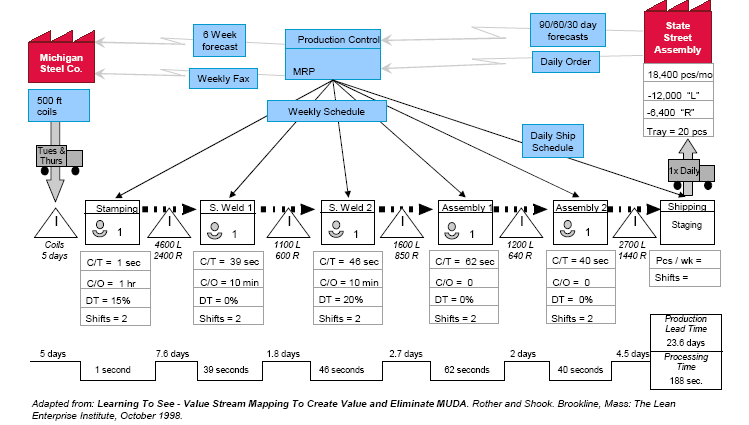 6 Week
forecast
Production Control
MRP
90/60/30 day
forecasts
State
Street
Assembly
Michigan
Steel Co.
Weekly Fax
Daily Order
18,400 pcs/mo
-12,000 “L”
-6,400 “R”
Tray = 20 pcs
500 ft
coils
Weekly Schedule
Daily Ship
Schedule
Tues &
Thurs
1x Daily
I
Coils
5 days
Stamping
1
I
4600 L
2400 R
S. Weld 1
1
I
1100 L
600 R
S. Weld 2
1
I
1600 L
850 R
Assembly 1
1
I
1200 L
640 R
Assembly 2
1
I
2700 L
1440 R
Shipping
Staging
C/T = 1 sec
C/O = 1 hr
DT = 15%
Shifts = 2
C/T = 39 sec
C/O = 10 min
DT = 0%
Shifts = 2
C/T = 46 sec
C/O = 10 min
DT = 20%
Shifts = 2
C/T = 62 sec
C/O = 0
DT = 0%
Shifts = 2
C/T = 40 sec
C/O = 0
DT = 0%
Shifts = 2
Pcs / wk =
Shifts =
5 days
1 second
7.6 days
39 seconds
1.8 days
46 seconds
2.7 days
62 seconds
2 days
40 seconds
4.5 days
Production
Lead Time
23.6 days
Processing
Time
188 sec.
Adapted from: Learning To See - Value Stream Mapping To Create Value and Eliminate MUDA. Rother and Shook. Brookline, Mass: The Lean
Enterprise Institute, October 1998.